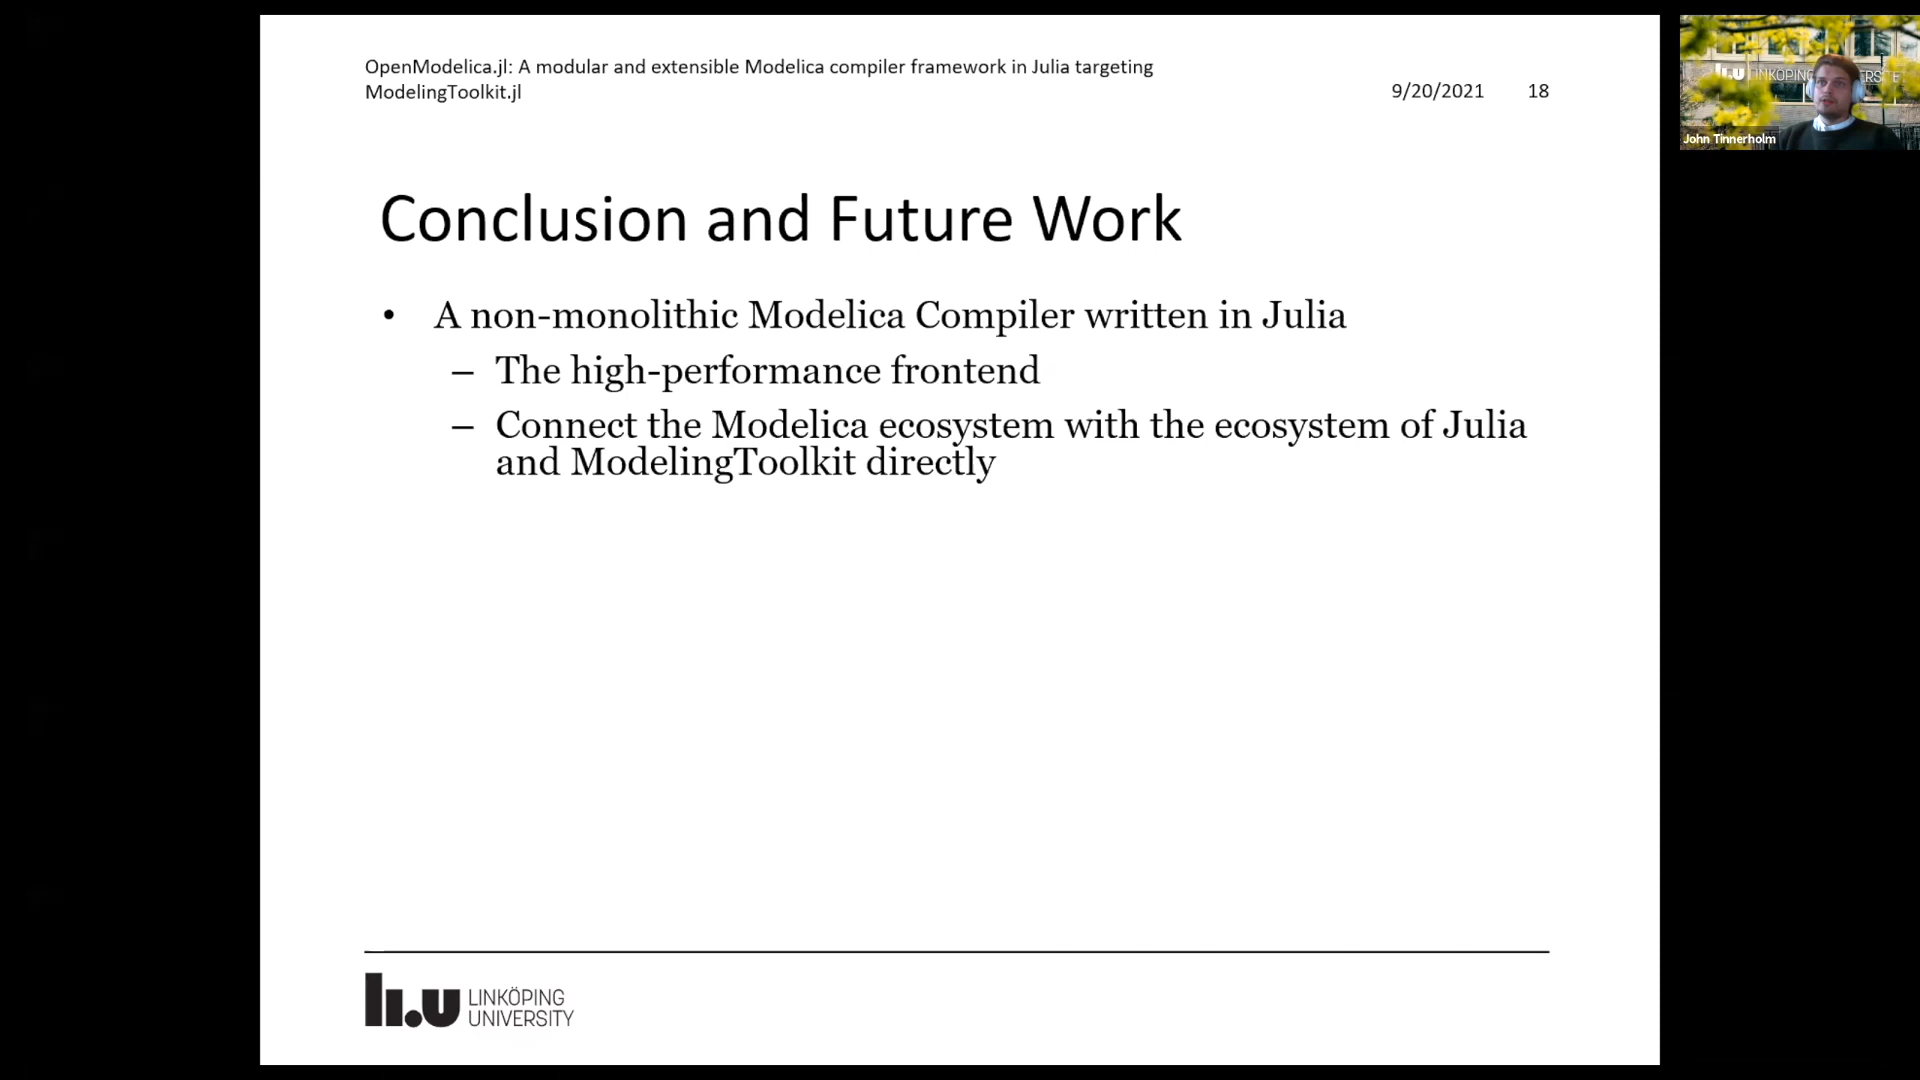 OpenModelica.jl: A modular and extensible Modelica compiler framework in Julia targeting
ModelingToolkit.jl
9/20/2021 18
Conclusion and Future Work
• A non-monolithic Modelica Compiler written in Julia
– The high-performance frontend
– Connect the Modelica ecosystem with the ecosystem of Julia
and ModelingToolkit directly
li.u LINKÖPING
UNIVERSITY
John Tinnerholm